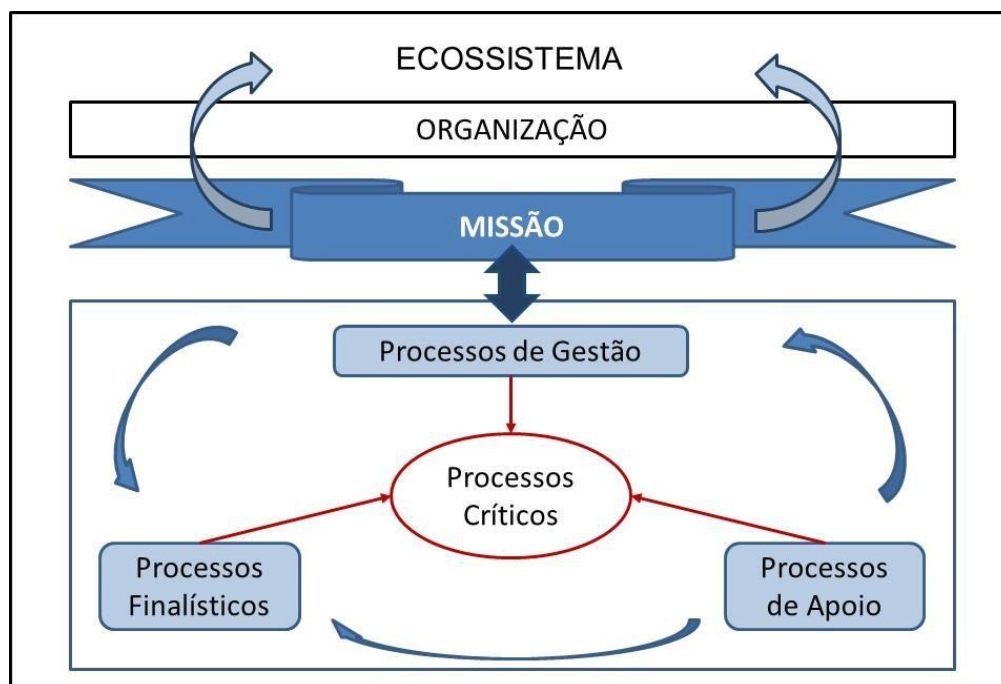 ECOSSISTEMA
ORGANIZAÇÃO
MISSÃO
Processos de Gestão
Processos
Críticos
Processos
Finalísticos
Processos
de Apoio